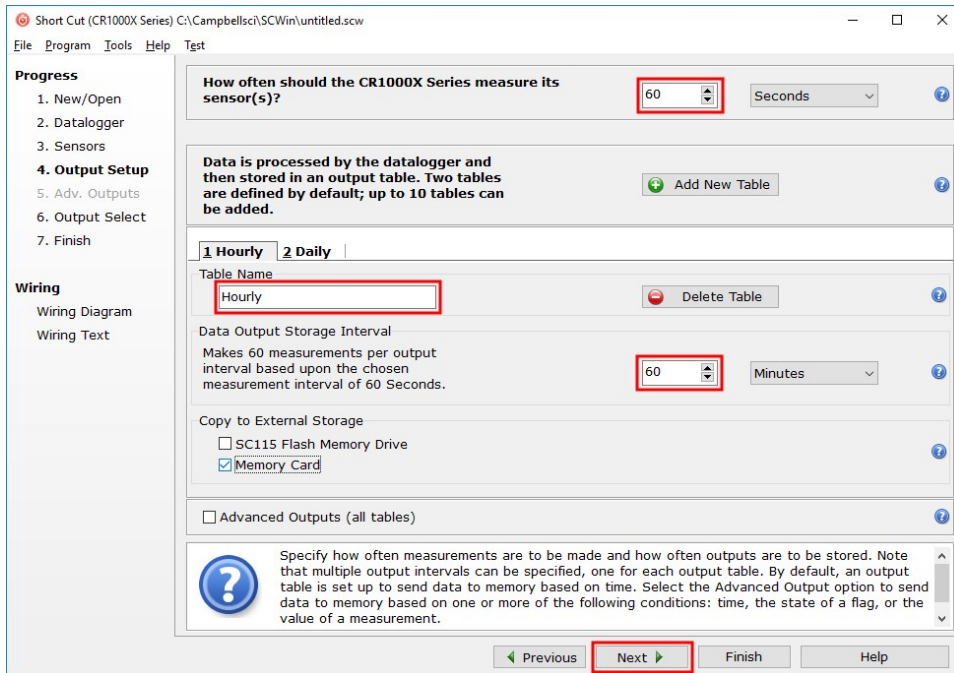 Short Cut (CR1000X Series) C:\Campbellsci\SCWin\untitled.scw
File Program Tools Help Test
Progress
1. New/Open
2. Datalogger
3. Sensors
4. Output Setup
5. Adv. Outputs
6. Output Select
7. Finish
Wiring
Wiring Diagram
Wiring Text
How often should the CR1000X Series measure its
sensor(s)?
60
Seconds
Data is processed by the datalogger and
then stored in an output table. Two tables
are defined by default; up to 10 tables can
be added.
Add New Table
1 Hourly 2 Daily
Table Name
Hourly
Delete Table
Data Output Storage Interval
Makes 60 measurements per output
interval based upon the chosen
measurement interval of 60 Seconds.
60
Minutes
Copy to External Storage
SC115 Flash Memory Drive
Memory Card
Advanced Outputs (all tables)
Specify how often measurements are to be made and how often outputs are to be stored. Note
that multiple output intervals can be specified, one for each output table. By default, an output
table is set up to send data to memory based on time. Select the Advanced Output option to send
data to memory based on one or more of the following conditions: time, the state of a flag, or the
value of a measurement.
Previous Next Finish Help